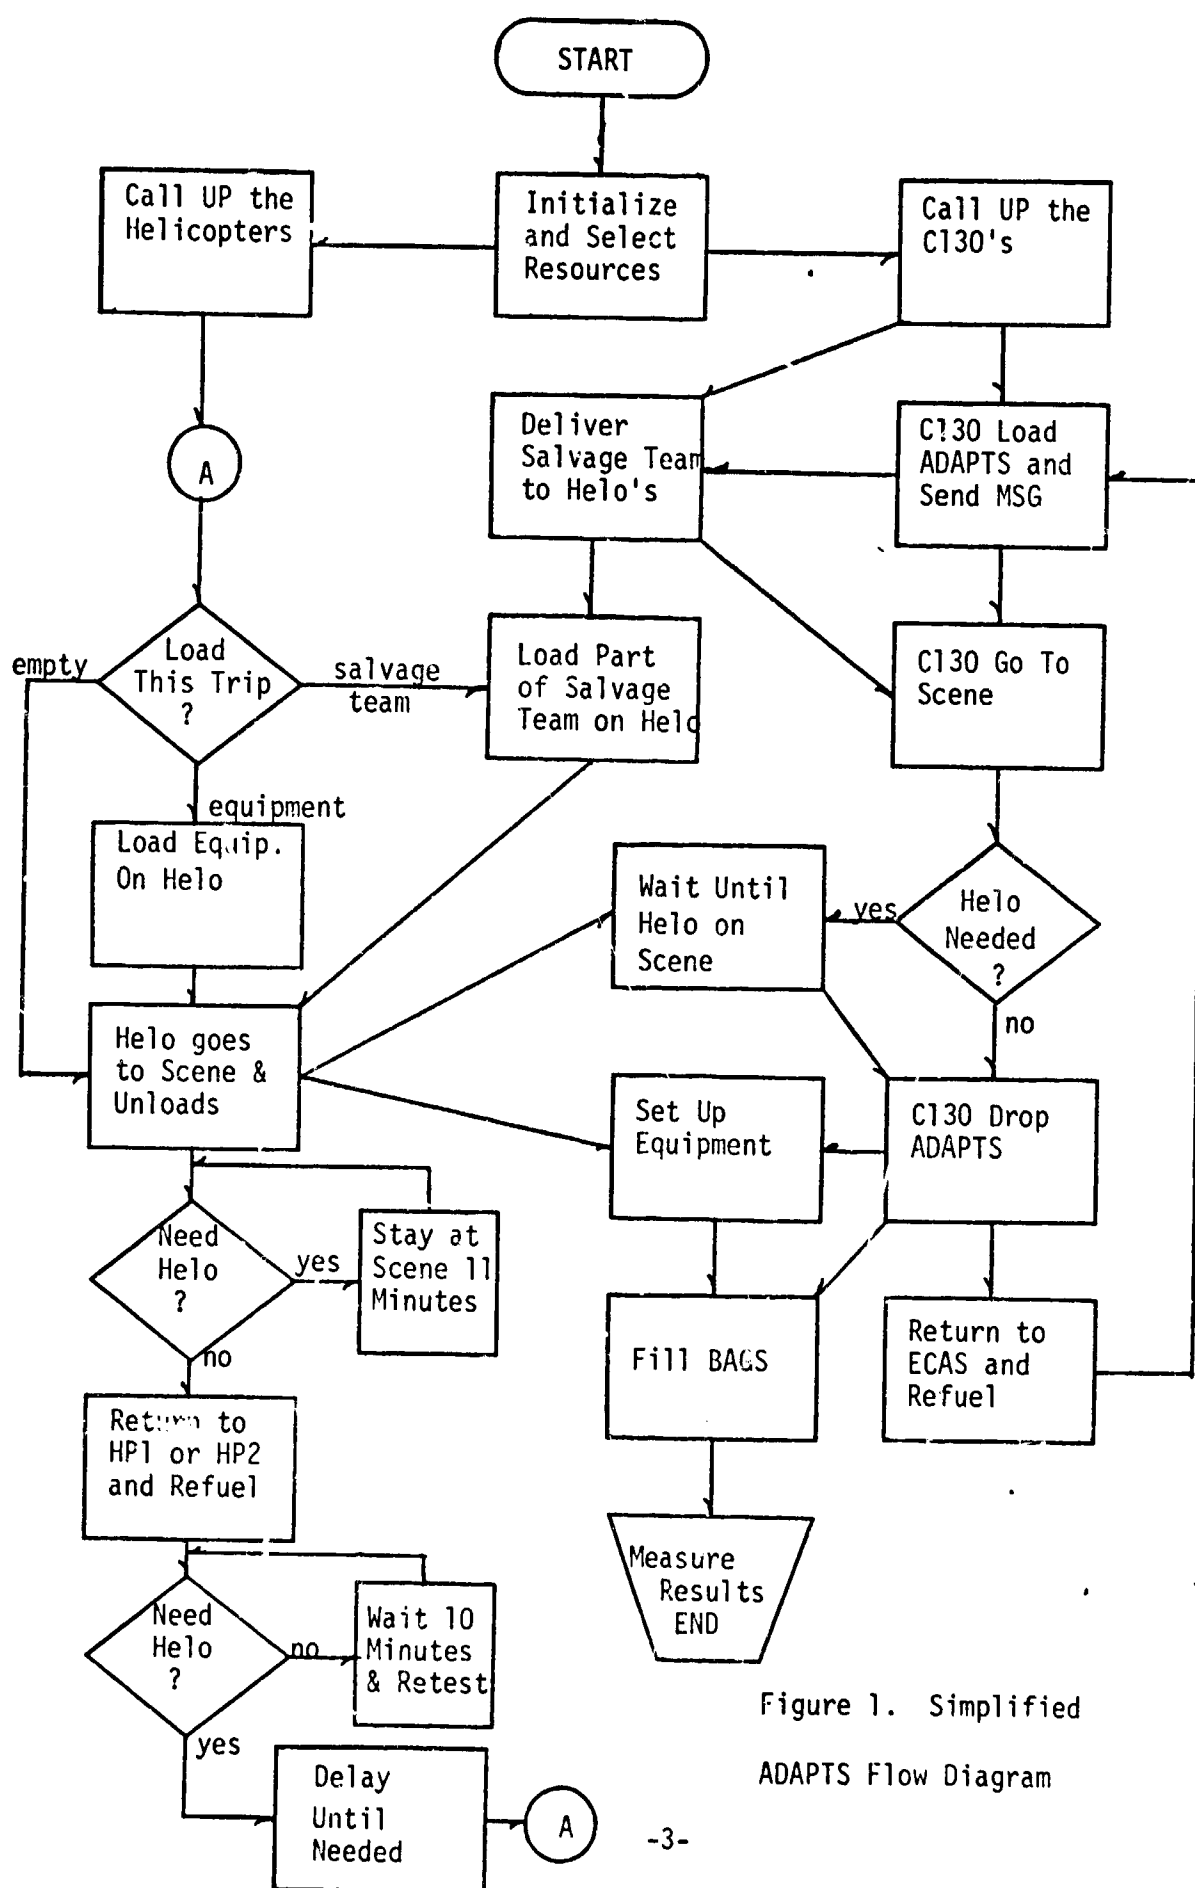 START
Call UP the
Helicopters
Initialize
and Select
Resources
Call UP the
C130's
A
Deliver
Salvage Team
to Helo's
C130 Load
ADAPTS and
Send MSG
Load
This Trip
?
empty
salvage
team
equipment
Load Part
of Salvage
Team on Helo
C130 Go To
Scene
Load Equip.
On Helo
Wait Until
Helo on
Scene
yes
Helo
Needed
?
no
Helo goes
to Scene &
Unloads
Set Up
Equipment
C130 Drop
ADAPTS
Need
Helo
?
yes
Stay at
Scene 11
Minutes
no
Fill BAGS
Return to
ECAS and
Refuel
Return to
HP1 or HP2
and Refuel
Measure
Results
END
Need
Helo
?
no
Wait 10
Minutes
& Retest
yes
Delay
Until
Needed
A
Figure 1. Simplified
ADAPTS Flow Diagram
-3-